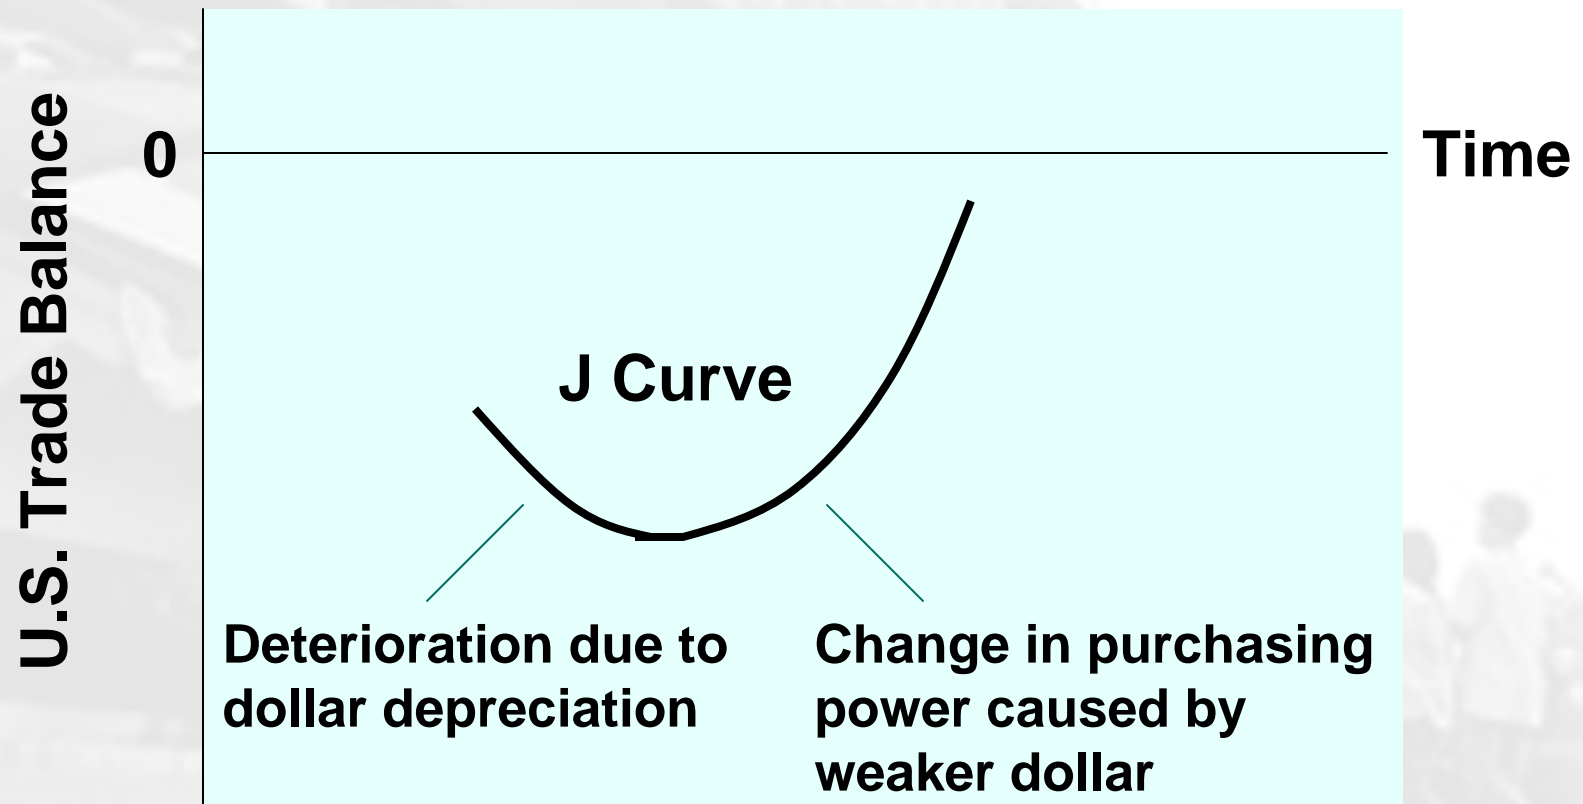 U.S. Trade Balance
0
Time
J Curve
Deterioration due to
dollar depreciation
Change in purchasing
power caused by
weaker dollar